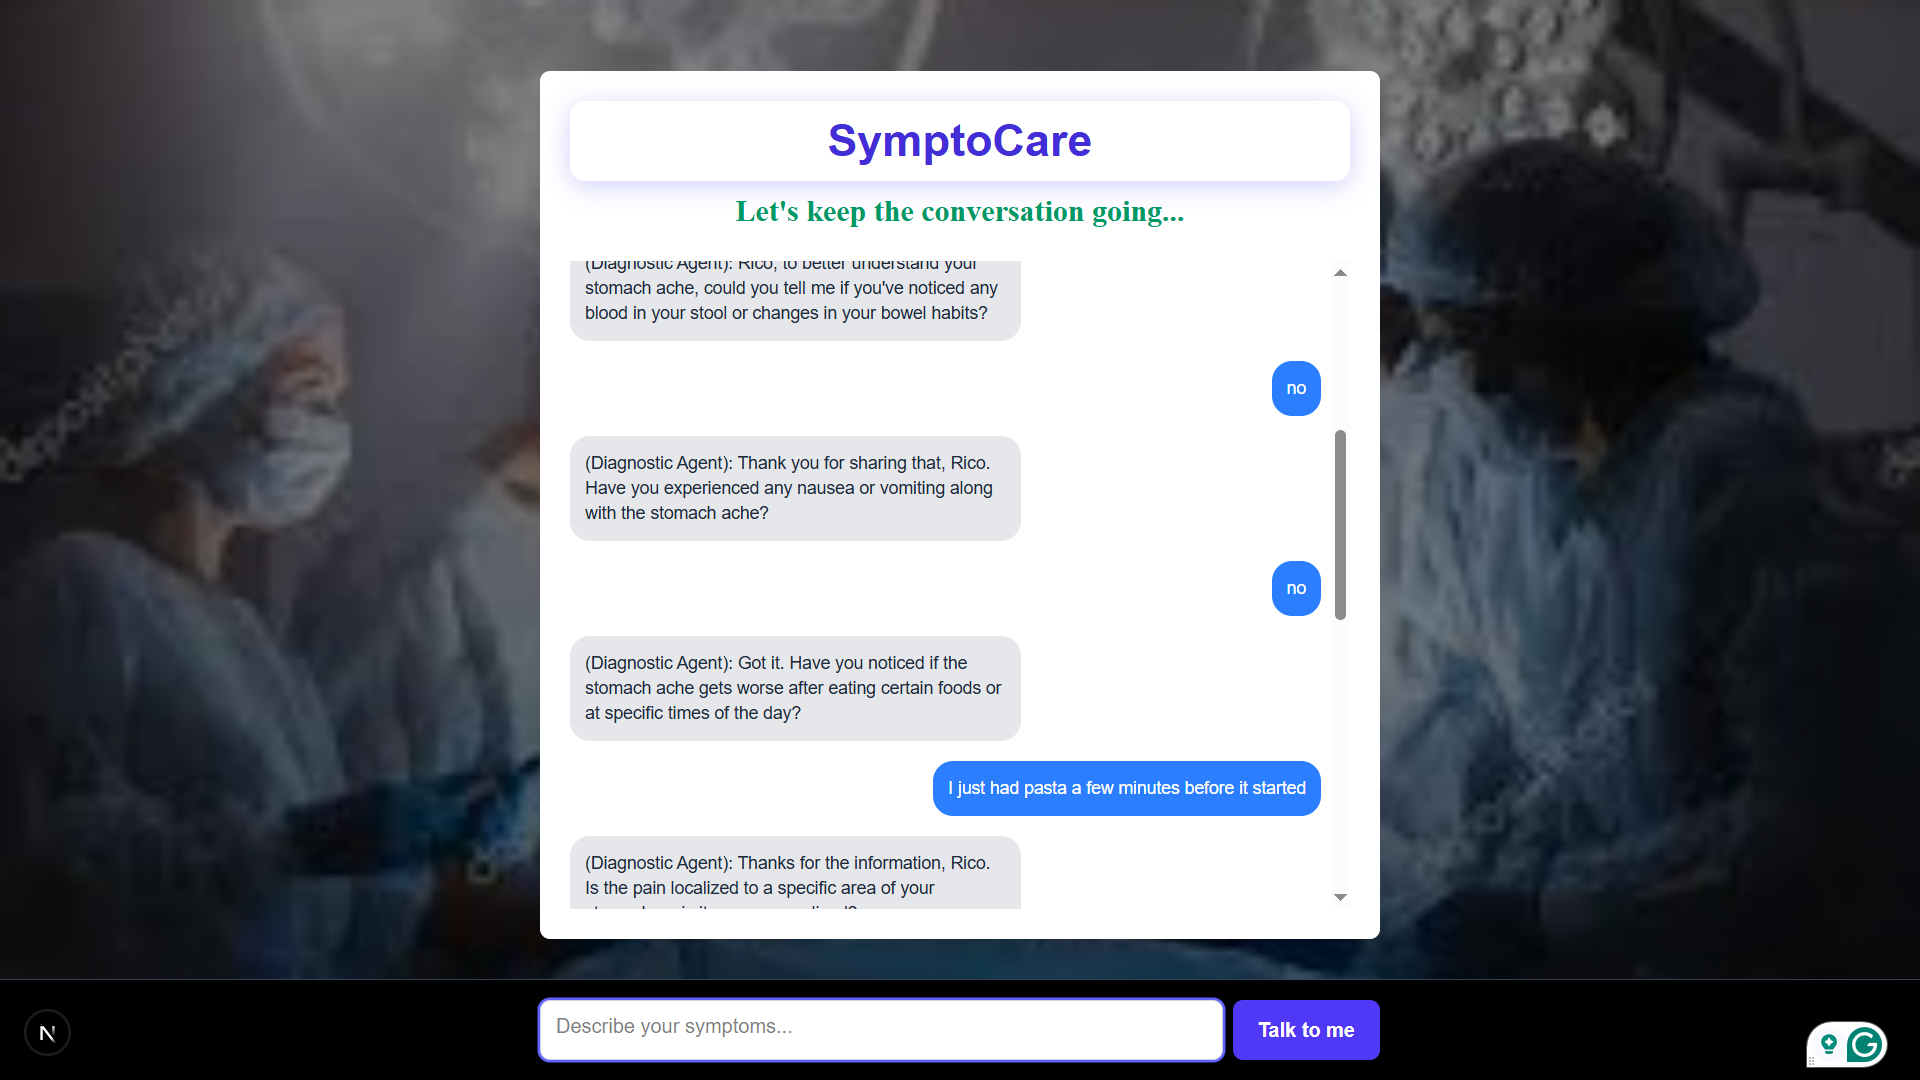 SymptoCare
Let's keep the conversation going...
(Diagnostic Agent): Rico, to better understand your
stomach ache, could you tell me if you've noticed any
blood in your stool or changes in your bowel habits?
no
(Diagnostic Agent): Thank you for sharing that, Rico.
Have you experienced any nausea or vomiting along
with the stomach ache?
no
(Diagnostic Agent): Got it. Have you noticed if the
stomach ache gets worse after eating certain foods or
at specific times of the day?
I just had pasta a few minutes before it started
(Diagnostic Agent): Thanks for the information, Rico.
Is the pain localized to a specific area of your
depositphotos
Describe your symptoms...
Talk to me
N
G